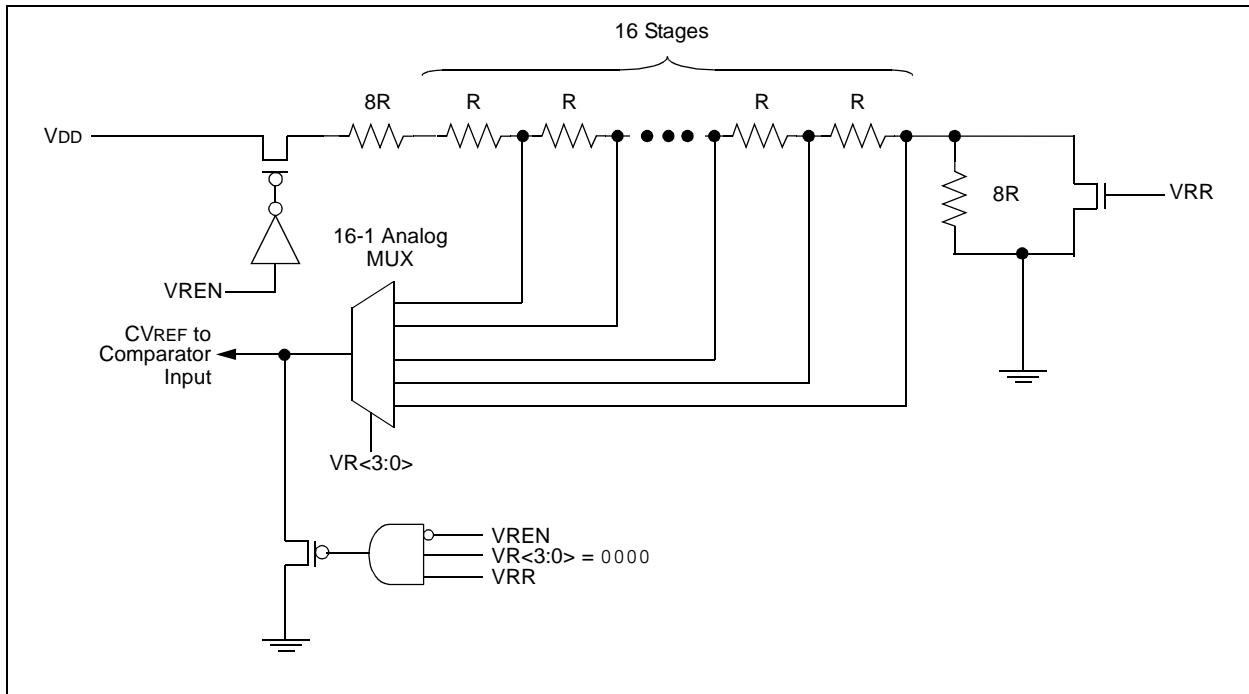 16 Stages
8R
R
R
R
R
VDD
8R
VRR
16-1 Analog
MUX
VREN
CVREF to
Comparator
Input
VR<3:0>
VREN
VR<3:0> = 0000
VRR